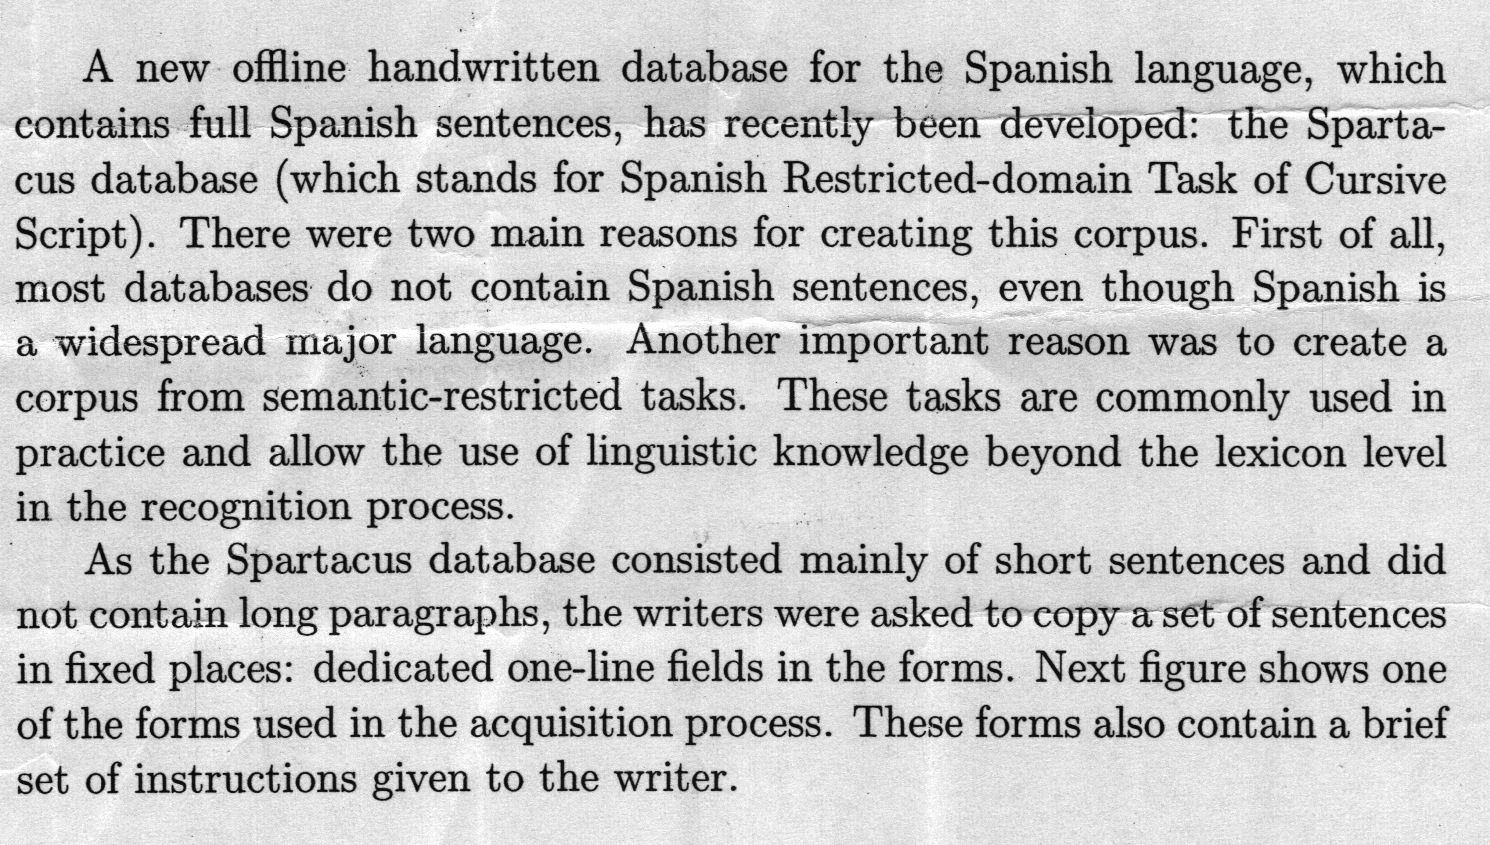 A new offline handwritten database for the Spanish language, which
contains full Spanish sentences, has recently been developed: the Sparta-
cus database (which stands for Spanish Restricted-domain Task of Cursive
Script). There were two main reasons for creating this corpus. First of all,
most databases do not contain Spanish sentences, even though Spanish is
a widespread major language. Another important reason was to create a
corpus from semantic-restricted tasks. These tasks are commonly used in
practice and allow the use of linguistic knowledge beyond the lexicon level
in the recognition process.
As the Spartacus database consisted mainly of short sentences and did
not contain long paragraphs, the writers were asked to copy a set of sentences
in fixed places: dedicated one-line fields in the forms. Next figure shows one
of the forms used in the acquisition process. These forms also contain a brief
set of instructions given to the writer.